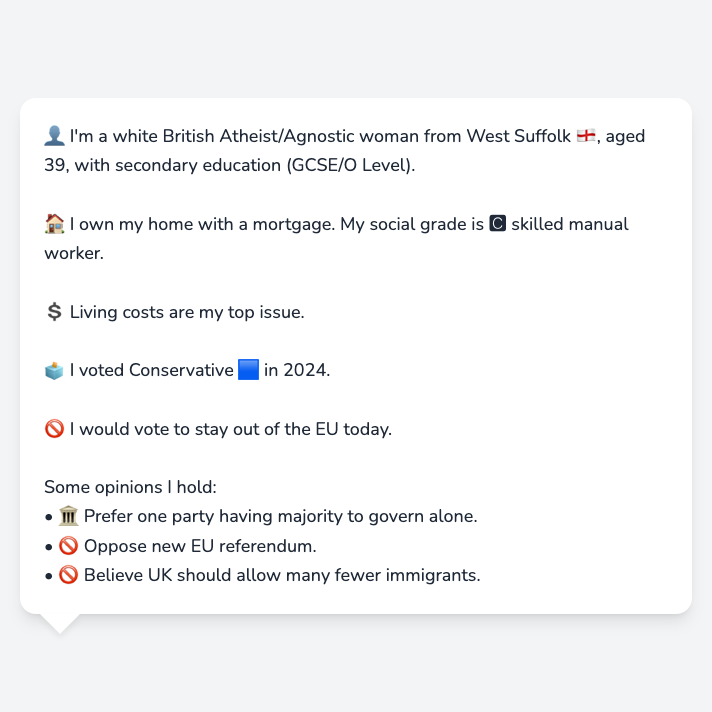 👤 I'm a white British Atheist/Agnostic woman from West Suffolk 🏴󠁧󠁢󠁥󠁮󠁧󠁿, aged
39, with secondary education (GCSE/O Level).
🏠 I own my home with a mortgage. My social grade is 🅲 skilled manual
worker.
💲 Living costs are my top issue.
🗳️ I voted Conservative 🟦 in 2024.
🚫 I would vote to stay out of the EU today.
Some opinions I hold:
• 🏛️ Prefer one party having majority to govern alone.
• 🚫 Oppose new EU referendum.
• 🚫 Believe UK should allow many fewer immigrants.